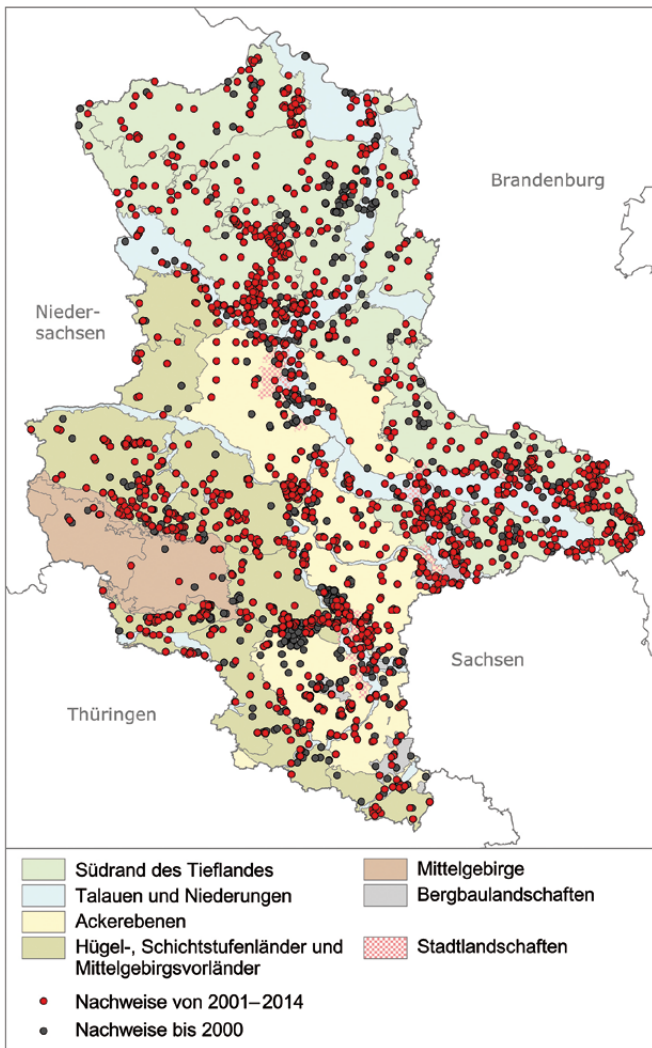 Brandenburg
Nieder-
sachsen
Sachsen
Thüringen
Südrand des Tieflandes
Talauen und Niederungen
Ackerebenen
Hügel-, Schichtstufenländer und
Mittelgebirgsvorländer
Mittelgebirge
Bergbaulandschaften
Stadtlandschaften
Nachweise von 2001–2014
Nachweise bis 2000